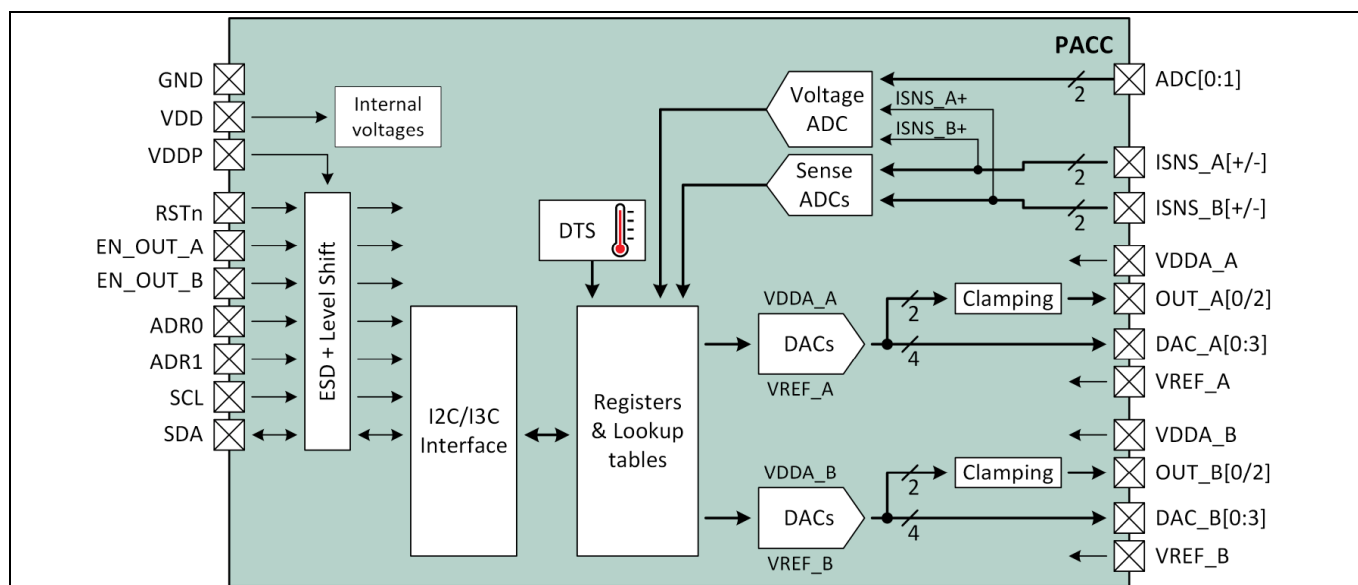 PACC
GND
VDD
VDDP
RSTn
EN_OUT_A
EN_OUT_B
ADR0
ADR1
SCL
SDA
Internal
voltages
ESD + Level Shift
I2C/I3C
Interface
DTS
Registers
& Lookup
tables
Voltage
ADC
Sense
ADCs
ISNS_A+
ISNS_B+
2
2
2
VDDA_A
DACs
VREF_A
2
4
Clamping
VDDA_B
DACs
VREF_B
2
4
Clamping
ADC[0:1]
ISNS_A[+/-]
ISNS_B[+/-]
VDDA_A
OUT_A[0/2]
DAC_A[0:3]
VREF_A
VDDA_B
OUT_B[0/2]
DAC_B[0:3]
VREF_B